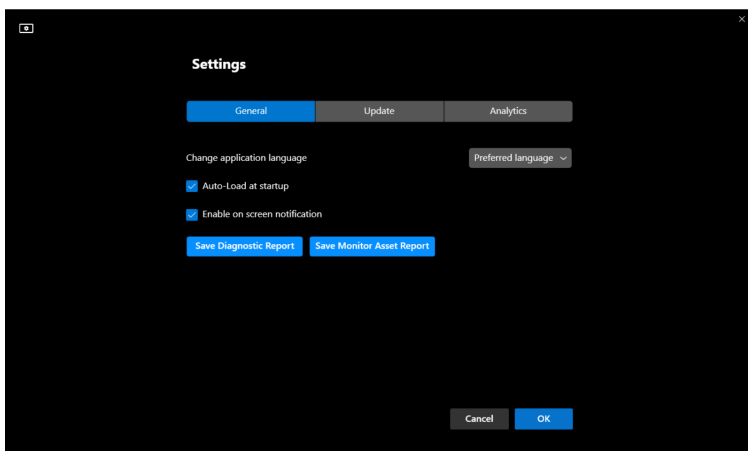 Settings
General Update Analytics
Change application language Preferred language
Auto-Load at startup
Enable on screen notification
Save Diagnostic Report Save Monitor Asset Report
Cancel OK